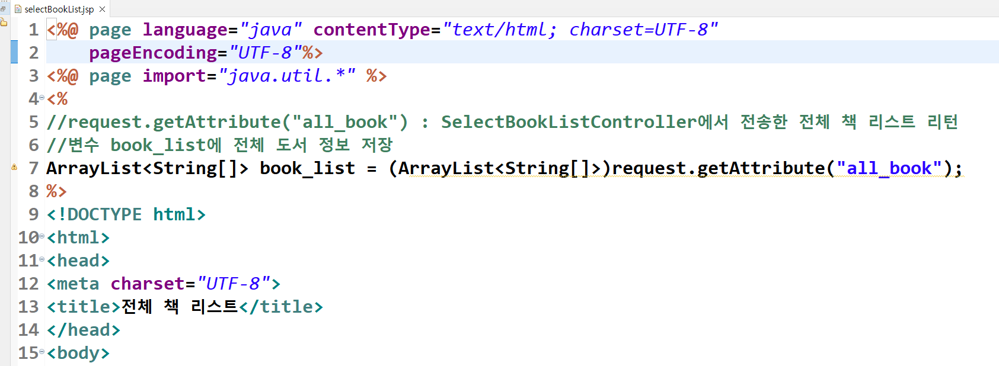 selectBookList.jsp
1 <%@ page language="java" contentType="text/html; charset=UTF-8"
2     pageEncoding="UTF-8"%>
3 <%@ page import="java.util.*" %>
4 <%
5 //request.getAttribute("all_book") : SelectBookListController에서 전송한 전체 책 리스트 리턴
6 //변수 book_list에 전체 도서 정보 저장
7 ArrayList<String[]> book_list = (ArrayList<String[]>)request.getAttribute("all_book");
8 %>
9 <!DOCTYPE html>
10 <html>
11 <head>
12 <meta charset="UTF-8">
13 <title>전체 책 리스트</title>
14 </head>
15 <body>